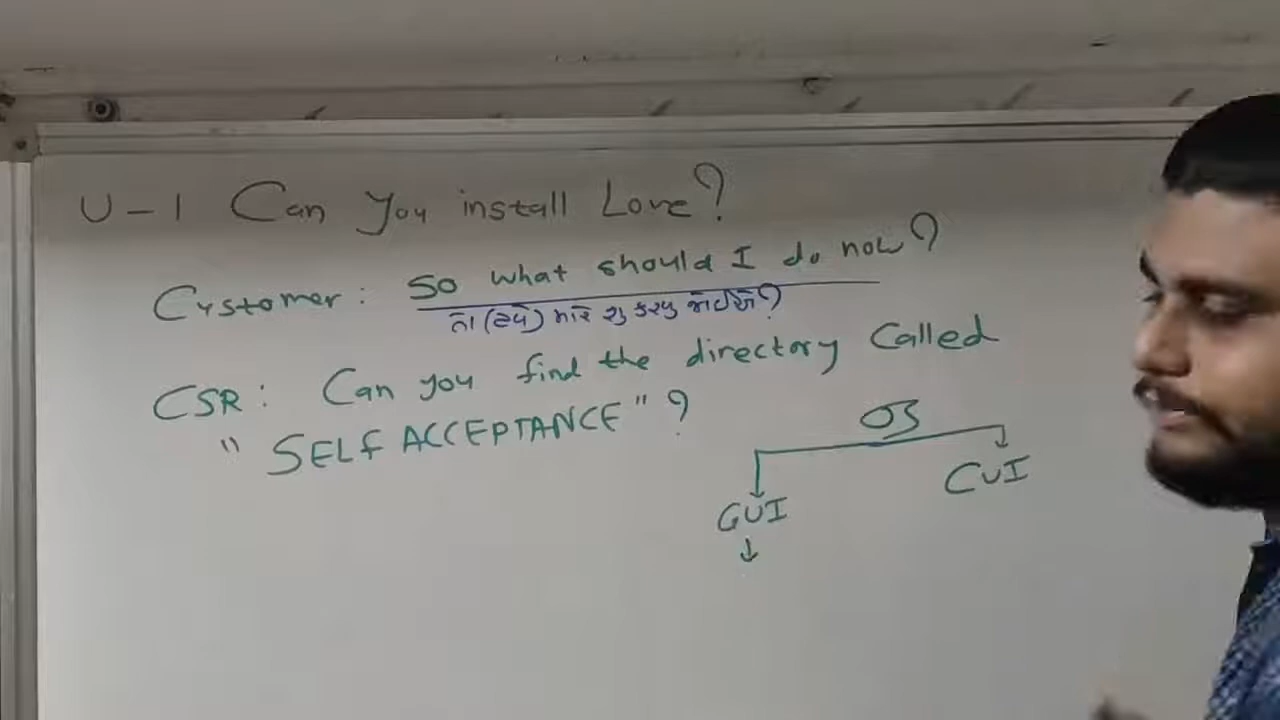 U-1 Can You install Love?
Customer: So what should I do now?
તો (હવે) મારે શુ કરવુ જોઈએ?
CSR: Can you find the directory called
"SELF ACCEPTANCE"?
OS
GUI
CUI